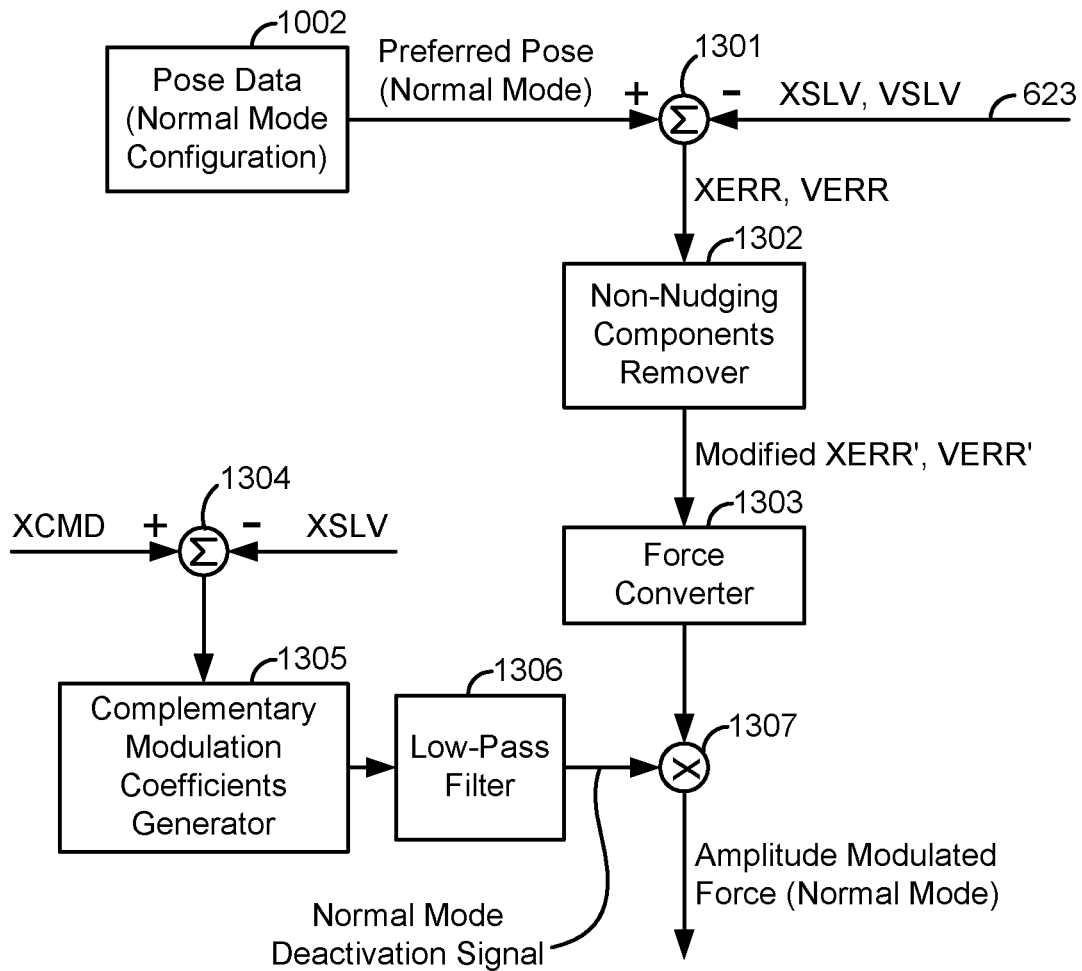 1002
Pose Data
(Normal Mode
Configuration)
Preferred Pose
(Normal Mode)
+
1301
Σ
-
XSLV, VSLV
623
XERR, VERR
1302
Non-Nudging
Components
Remover
Modified XERR', VERR'
1303
Force
Converter
1304
XCMD
+
Σ
-
XSLV
1305
Complementary
Modulation
Coefficients
Generator
1306
Low-Pass
Filter
1307
X
Normal Mode
Deactivation Signal
Amplitude Modulated
Force (Normal Mode)